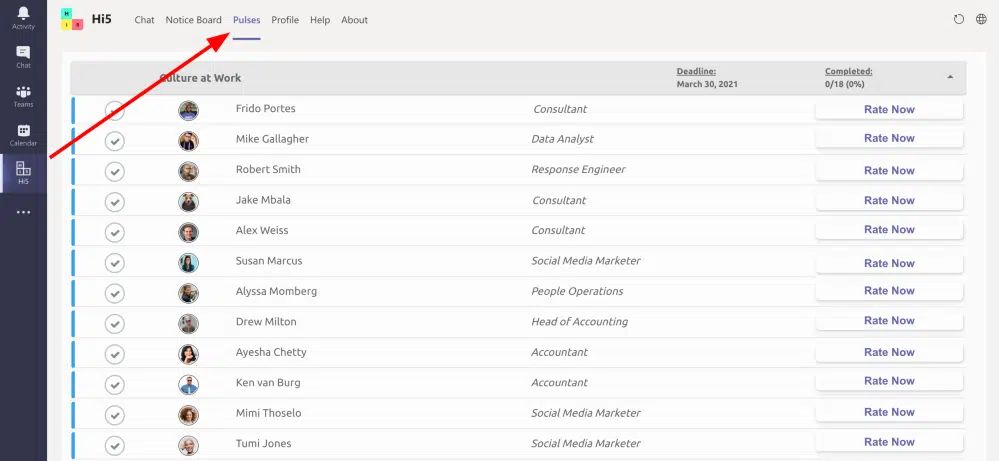 Activity
Chat
Teams
Calendar
Hi5
H
I 5
Hi5 Chat Notice Board Pulses Profile Help About
Culture at Work Deadline: Completed:
March 30, 2021 0/18 (0%)
Frido Portes Consultant Rate Now
Mike Gallagher Data Analyst Rate Now
Robert Smith Response Engineer Rate Now
Jake Mbala Consultant Rate Now
Alex Weiss Consultant Rate Now
Susan Marcus Social Media Marketer Rate Now
Alyssa Momberg People Operations Rate Now
Drew Milton Head of Accounting Rate Now
Ayesha Chetty Accountant Rate Now
Ken van Burg Accountant Rate Now
Mimi Thoselo Social Media Marketer Rate Now
Tumi Jones Social Media Marketer Rate Now